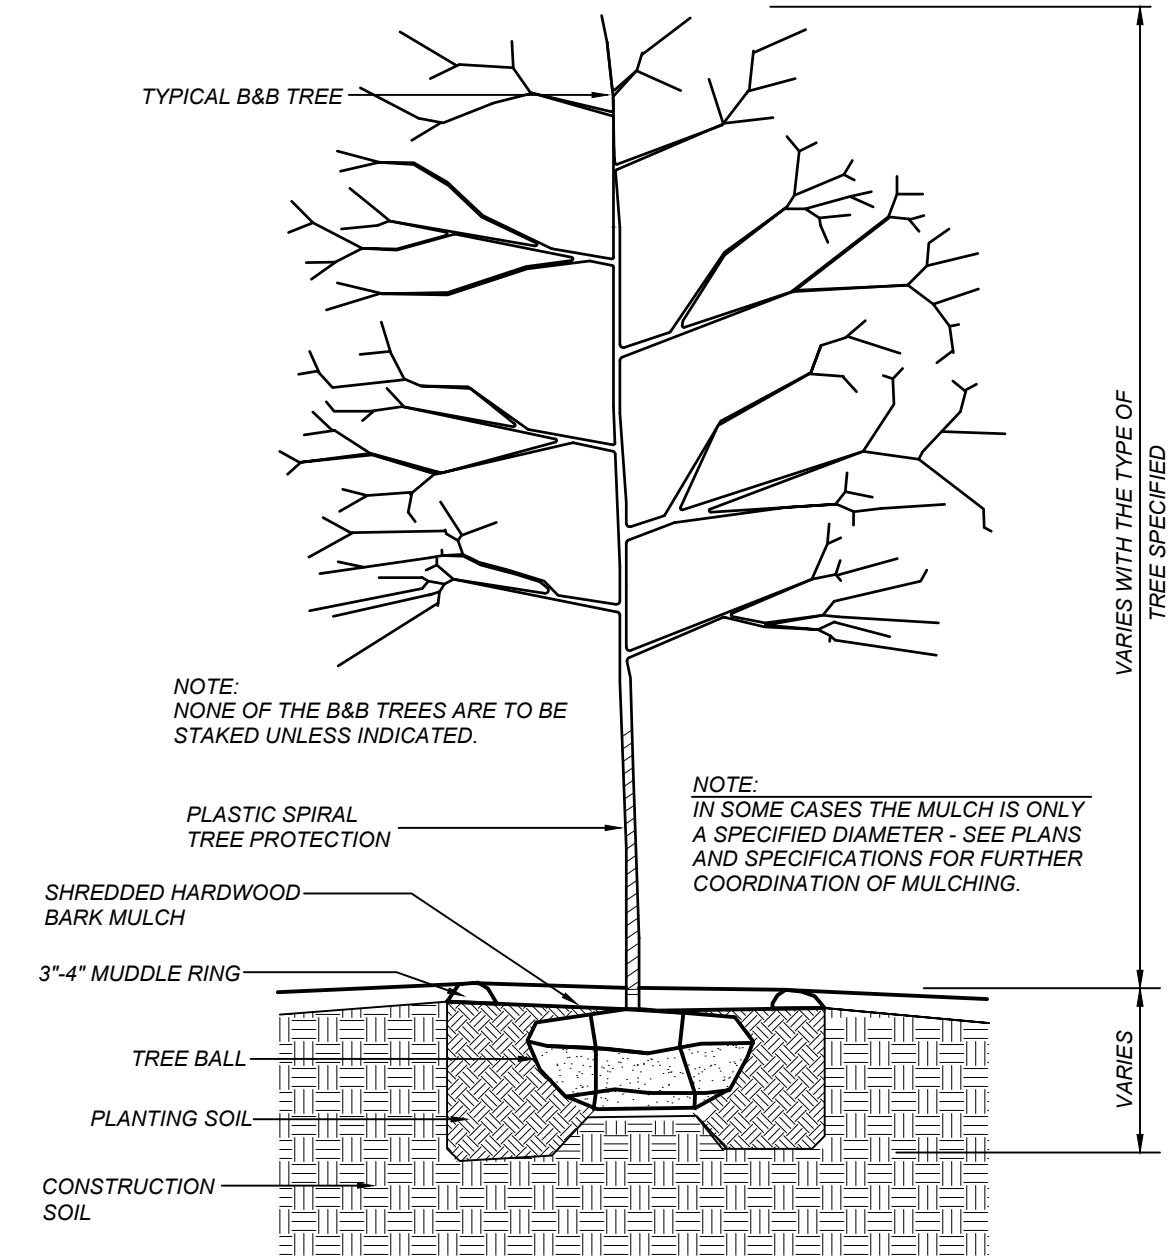 TYPICAL B&B TREE
VARIES WITH THE TYPE OF
TREE SPECIFIED
NOTE:
NONE OF THE B&B TREES ARE TO BE
STAKED UNLESS INDICATED.
NOTE:
IN SOME CASES THE MULCH IS ONLY
A SPECIFIED DIAMETER - SEE PLANS
AND SPECIFICATIONS FOR FURTHER
COORDINATION OF MULCHING.
PLASTIC SPIRAL
TREE PROTECTION
SHREDDED HARDWOOD
BARK MULCH
3"-4" MUDDLE RING
TREE BALL
VARIES
PLANTING SOIL
CONSTRUCTION
SOIL